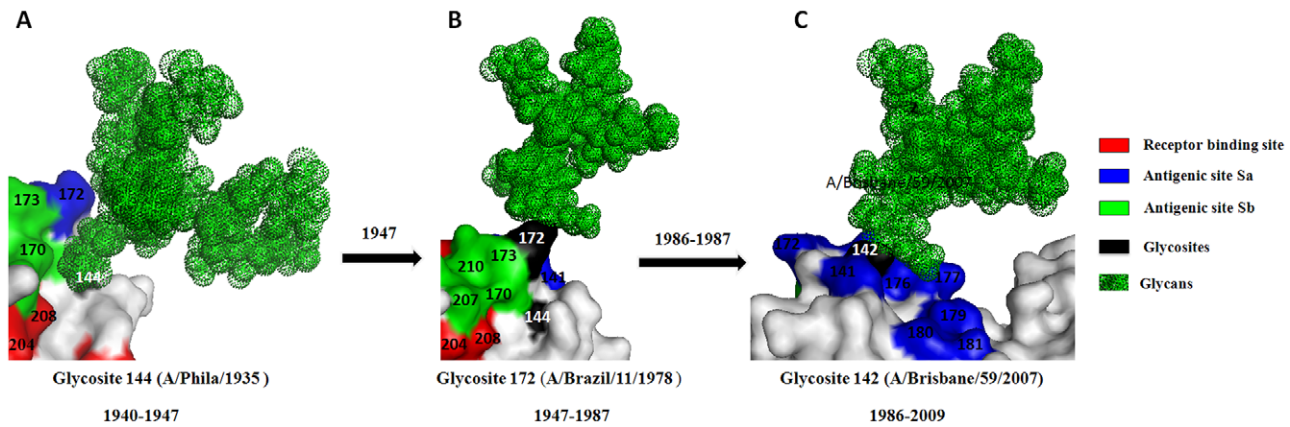 A
B
C
173
172
170
144
208
204
1947
172
210
173
141
207
170
144
204
208
1986-1987
2
A/Brisbane/59/2007
172
142
141
176
177
179
180
181
Receptor binding site
Antigenic site Sa
Antigenic site Sb
Glycosites
Glycans
Glycosite 144 (A/Phila/1935)
Glycosite 172 (A/Brazil/11/1978)
Glycosite 142 (A/Brisbane/59/2007)
1940-1947
1947-1987
1986-2009